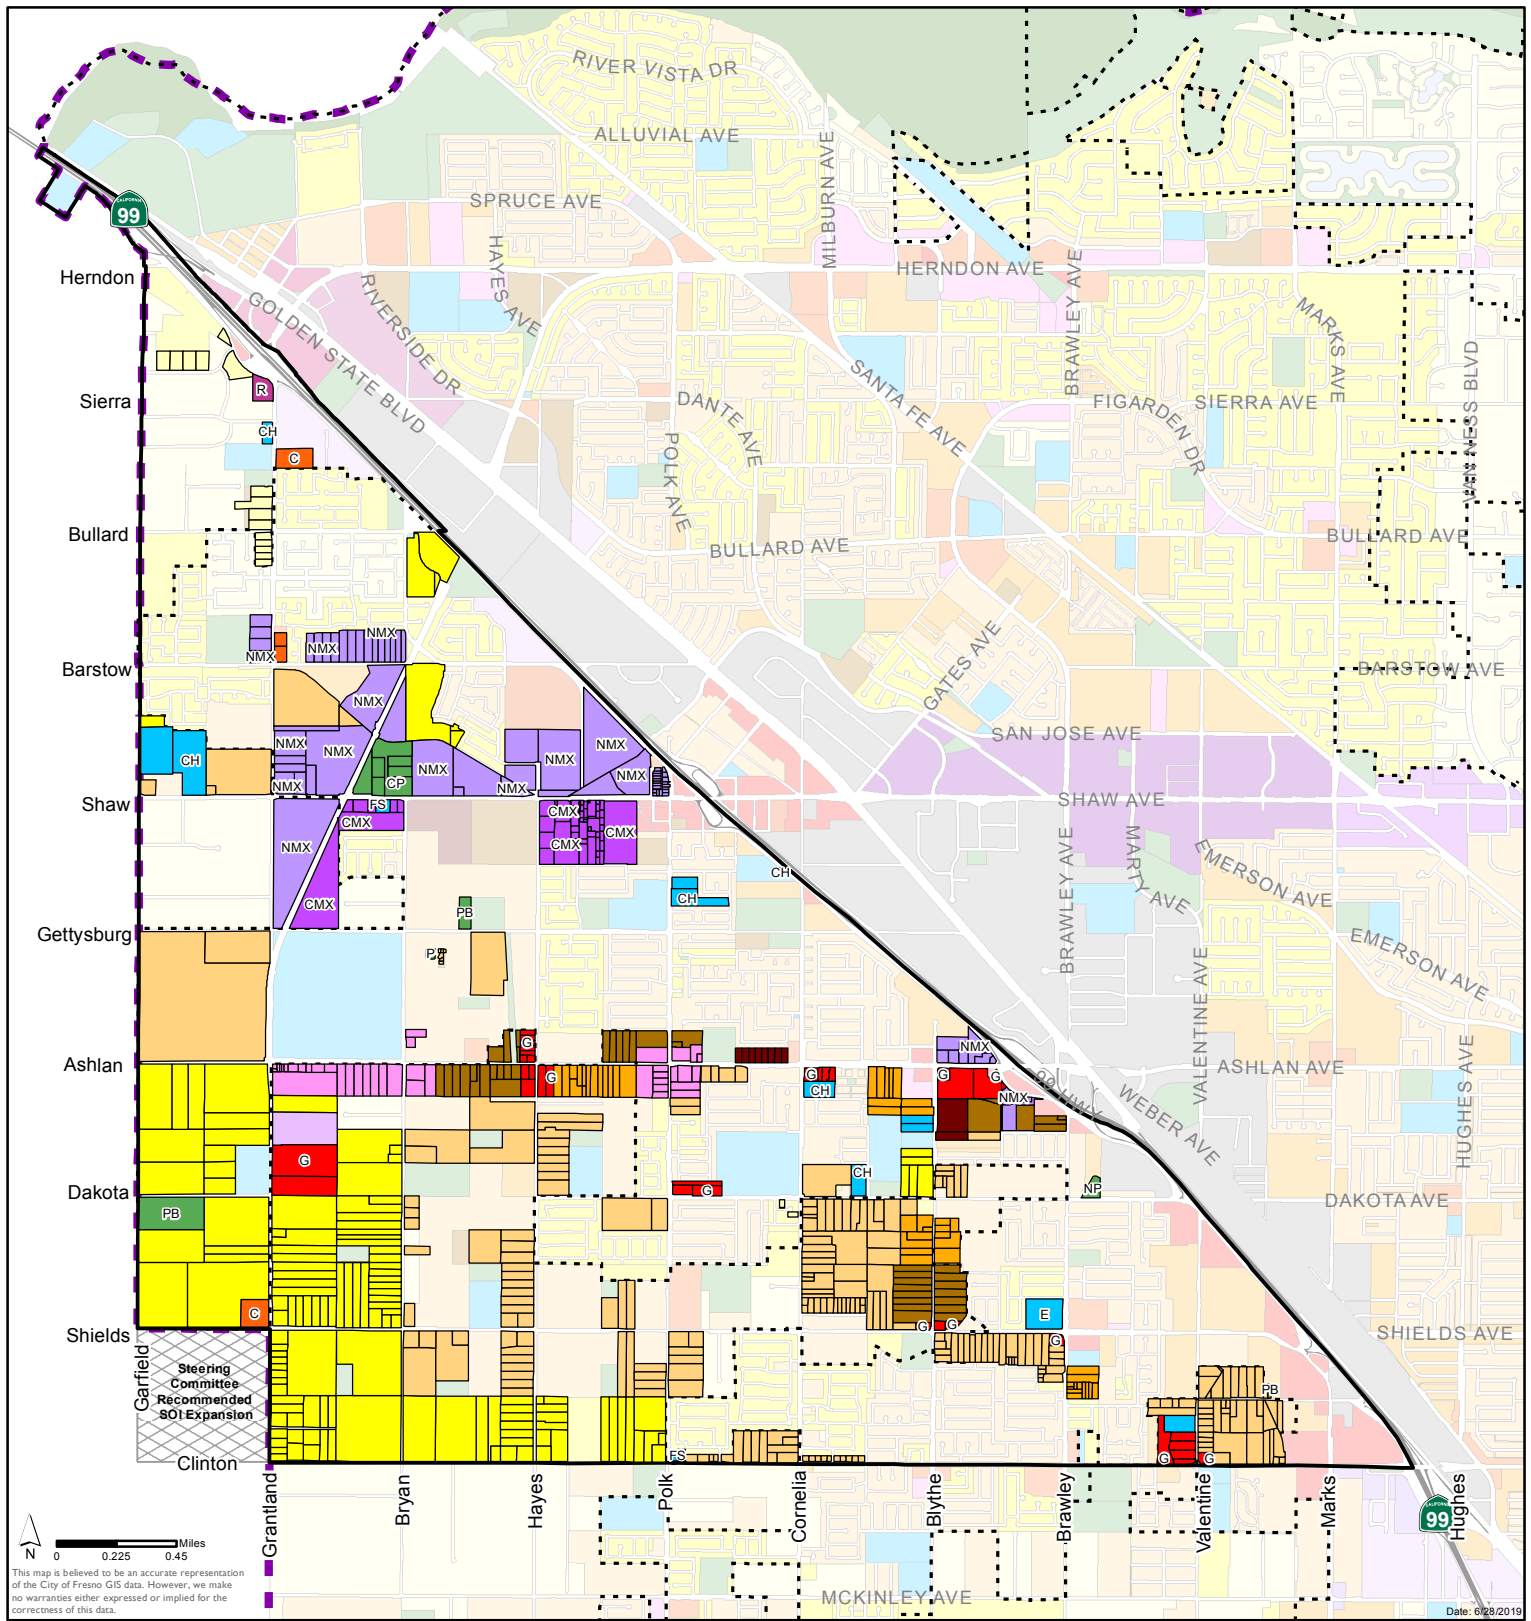 RIVER VISTA DR
ALLUVIAL AVE
MILBURN AVE
SPRUCE AVE
CALIFORNIA
99
HAYES AVE
HERNDON AVE
BRAWLEY AVE
Herndon
RIVERSIDE DR
GOLDEN STATE BLVD
MARKS AVE
VAN NESS BLVD
SANTA FE AVE
R
Sierra
DANTE AVE
FIGARDEN DR
SIERRA AVE
CH
POLK AVE
C
Bullard
BULLARD AVE
BULLARD AVE
NMX
NMX
NMX
GATES AVE
Barstow
BARSTOW AVE
NMX
SAN JOSE AVE
NMX
NMX
NMX
CH
NMX
NMX
NMX
CP
NMX
NMX
Shaw
FS
SHAW AVE
CMX
CMX
CMX
CMX
NMX
BRAWLEY AVE
MARTY AVE
EMERSON AVE
CH
CH
CMX
PB
Gettysburg
EMERSON AVE
P
VALENTINE AVE
G
NMX
Ashlan
ASHLAN AVE
HUGHES AVE
G
G
G
G
CH
NMX
99 HWY
WEBER AVE
G
CH
G
NP
Dakota
DAKOTA AVE
PB
C
E
G
G
Shields
SHIELDS AVE
G
Garfield
Steering
Committee
Recommended
SOI Expansion
PB
Clinton
FS
G
G
Grantland
Bryan
Hayes
Polk
Cornelia
Blythe
Brawley
Valentine
Marks
Hughes
CALIFORNIA
99
N
Miles
0 0.225 0.45
This map is believed to be an accurate representation
of the City of Fresno GIS data. However, we make
no warranties either expressed or implied for the
correctness of this data.
MCKINLEY AVE
Date: 6/28/2019